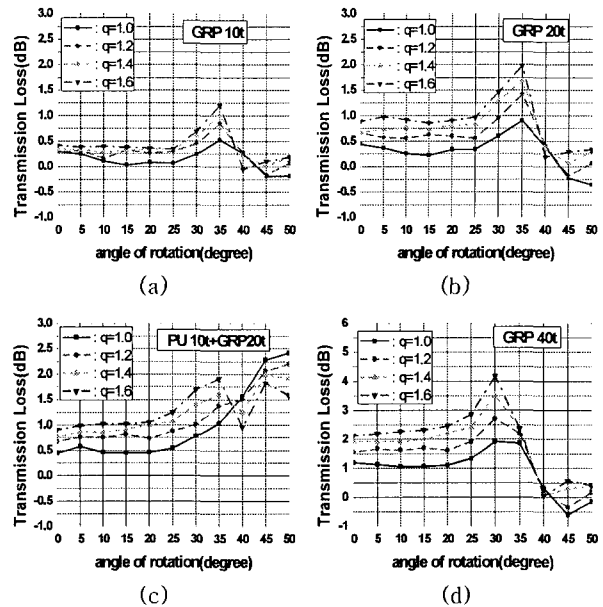 (a)
3.0
2.5
2.0
1.5
1.0
0.5
0.0
-0.5
-1.0
Transmission Loss(dB)
: q=1.0
: q=1.2
: q=1.4
: q=1.6
GRP 10t
0 5 10 15 20 25 30 35 40 45 50
angle of rotation(degree)
(a)
(b)
3.0
2.5
2.0
1.5
1.0
0.5
0.0
-0.5
-1.0
Transmission Loss(dB)
: q=1.0
: q=1.2
: q=1.4
: q=1.6
GRP 20t
0 5 10 15 20 25 30 35 40 45 50
angle of rotation(degree)
(b)
3.0
2.5
2.0
1.5
1.0
0.5
0.0
-0.5
-1.0
Transmission Loss(dB)
: q=1.0
: q=1.2
: q=1.4
: q=1.6
PU 10t+GRP20t
0 5 10 15 20 25 30 35 40 45 50
angle of rotation(degree)
(c)
6
5
4
3
2
1
0
-1
Transmission Loss(dB)
: q=1.0
: q=1.2
: q=1.4
: q=1.6
GRP 40t
0 5 10 15 20 25 30 35 40 45 50
angle of rotation(degree)
(d)